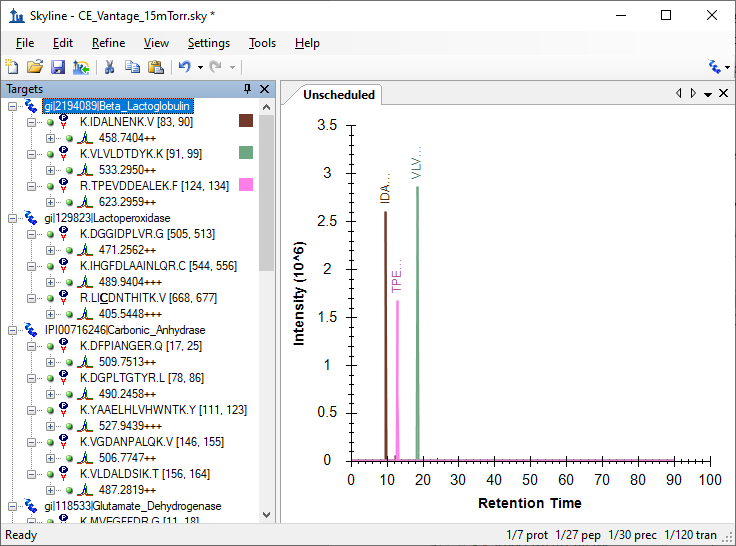 Skyline - CE_Vantage_15mTorr.sky *
File Edit Refine View Settings Tools Help
Targets
gi|2194089|Beta_Lactoglobulin
K.IDALNENK.V [83, 90]
458.7404++
K.VLVLDTDYK.K [91, 99]
533.2950++
R.TPEVDDEALEK.F [124, 134]
623.2959++
gi|129823|Lactoperoxidase
K.DGGIDPLVR.G [505, 513]
471.2562++
K.IHGFDLAAINLQR.C [544, 556]
489.9404+++
R.LICDNTHITK.V [668, 677]
405.5448+++
IPI00716246|Carbonic_Anhydrase
K.DFPIANGER.Q [17, 25]
509.7513++
K.DGPLTGTYR.L [78, 86]
490.2458++
K.YAAELHLVHWNTK.Y [111, 123]
527.9439+++
K.VGDANPALQK.V [146, 155]
506.7747++
K.VLDALDSIK.T [156, 164]
487.2819++
gi|118533|Glutamate_Dehydrogenase
K.MVEGFFDR.G [11, 18]
Unscheduled
Intensity (10^6)
3.5
3
2.5
2
1.5
1
0.5
0
IDA...
TPE...
VLV...
0 10 20 30 40 50 60 70 80 90 100
Retention Time
Ready
1/7 prot 1/27 pep 1/30 prec 1/120 tran